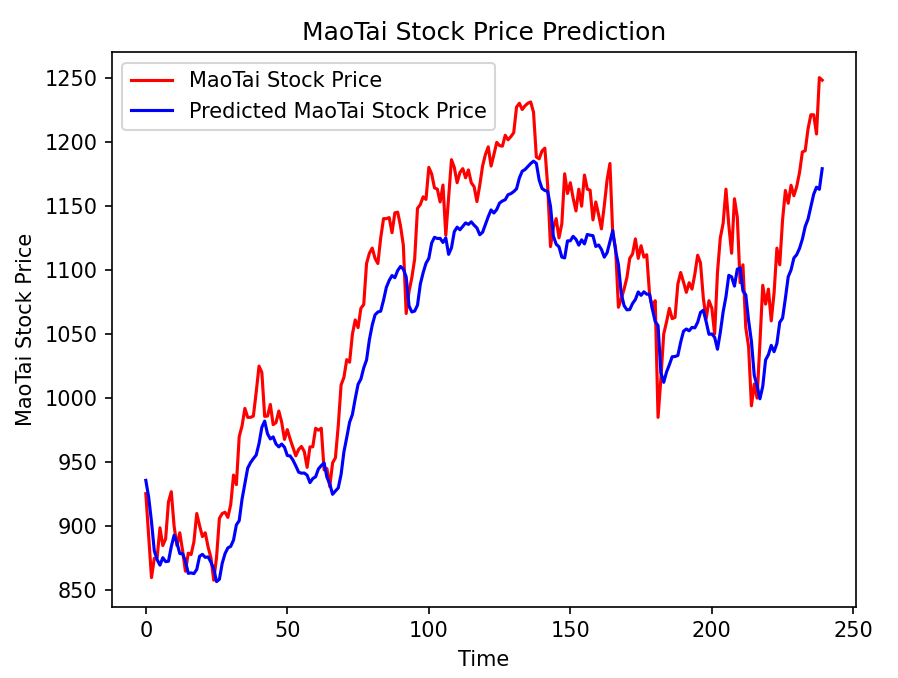 MaoTai Stock Price Prediction
MaoTai Stock Price
Predicted MaoTai Stock Price
MaoTai Stock Price
1250
1200
1150
1100
1050
1000
950
900
850
0 50 100 150 200 250
Time